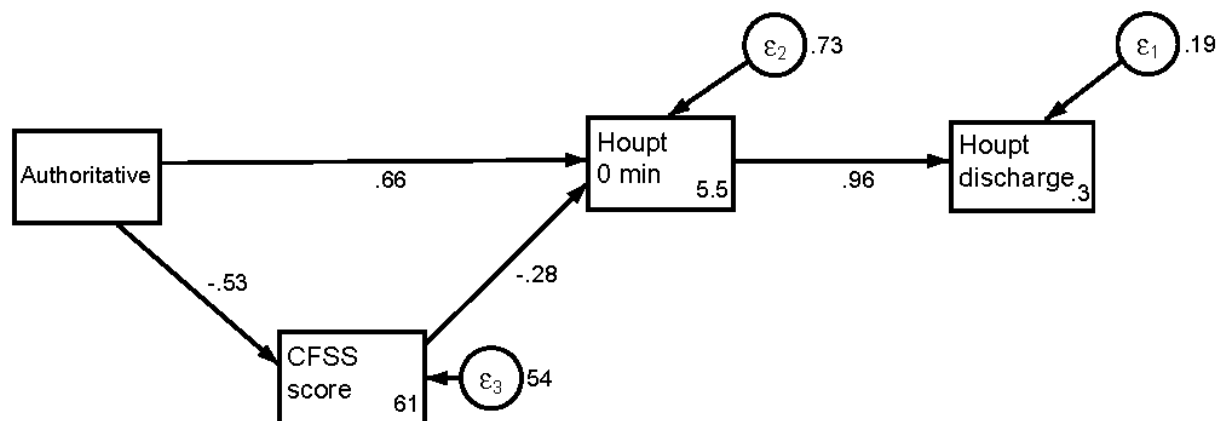 ε2 .73
ε1 .19
Authoritative
Houpt
0 min
5.5
Houpt
discharge
.3
.66
.96
-.53
-.28
CFSS
score
61
ε3 54